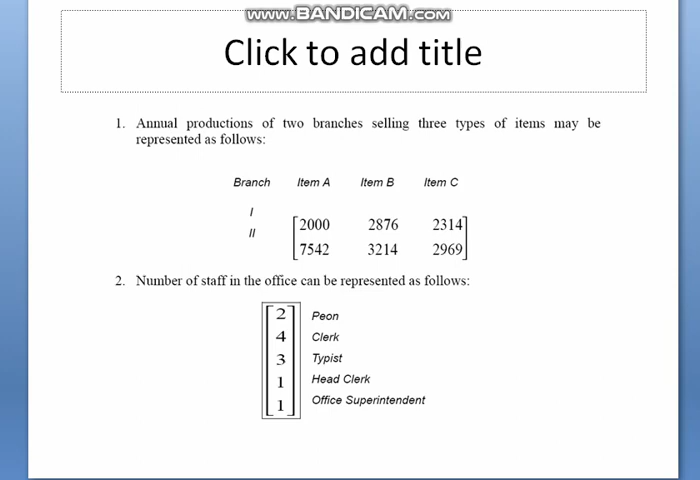 WWW.BANDICAM.COM
Click to add title
1. Annual productions of two branches selling three types of items may be
represented as follows:
Branch Item A Item B Item C
I
2000 2876 2314
II
7542 3214 2969
2. Number of staff in the office can be represented as follows:
2 Peon
4 Clerk
3 Typist
1 Head Clerk
1 Office Superintendent